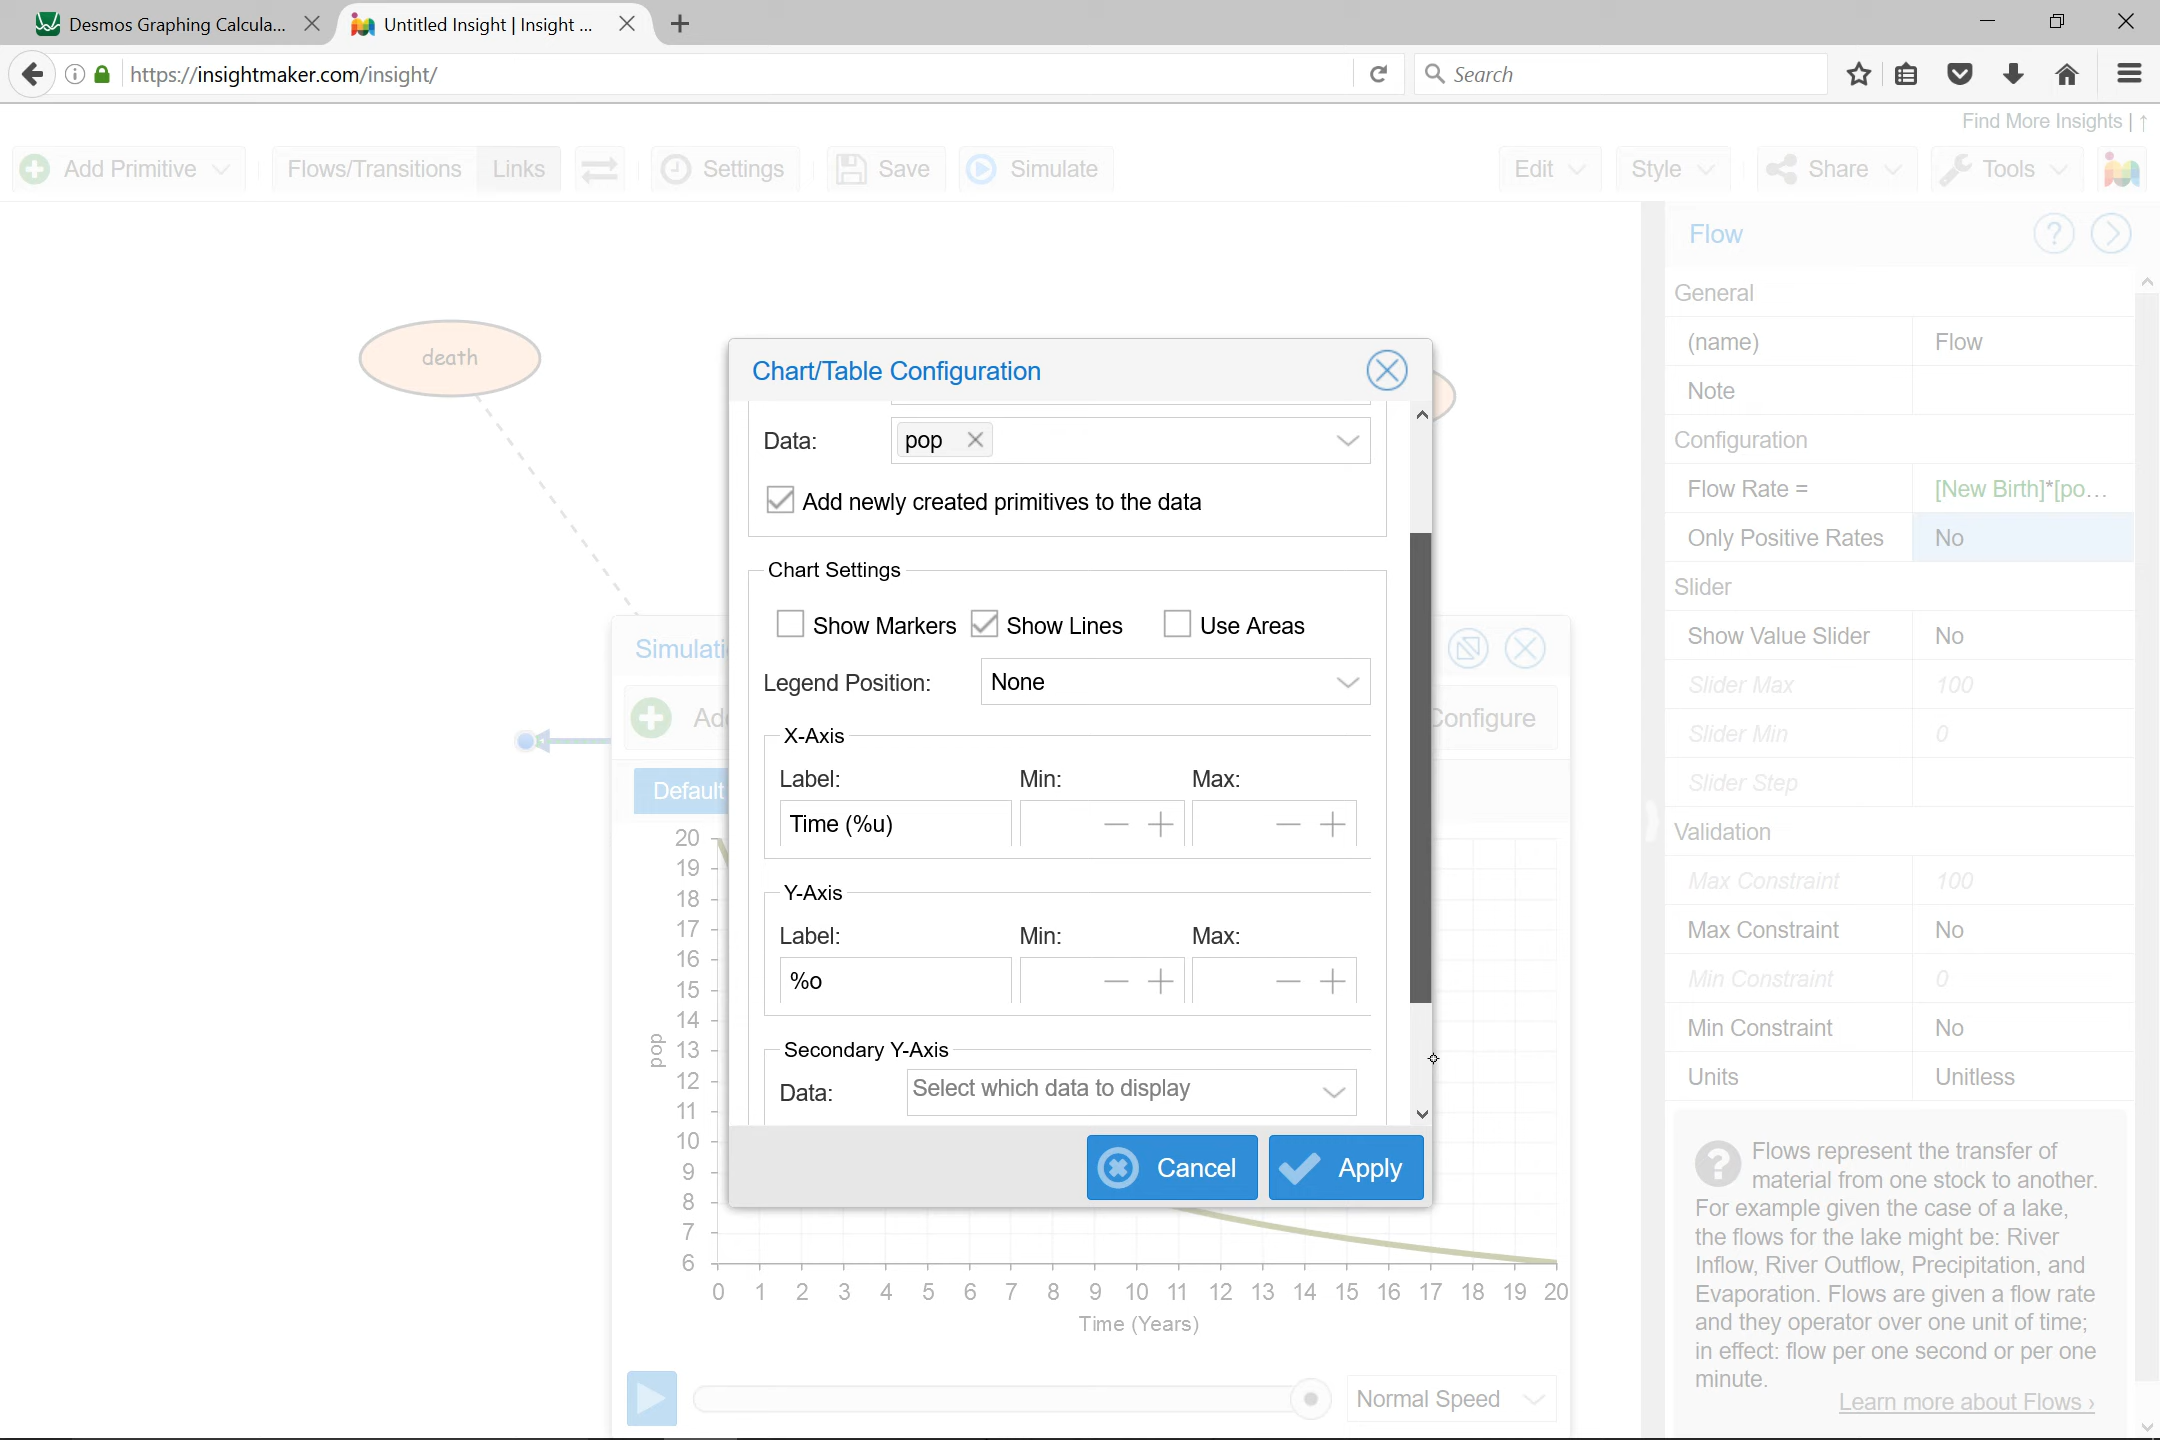 Desmos Graphing Calcula...
Untitled Insight | Insight ...
https://insightmaker.com/insight/
Search
Find More Insights | ↑
Add Primitive
Flows/Transitions
Links
Settings
Save
Simulate
Edit
Style
Share
Tools
death
Flow
General
(name) Flow
Note
Configuration
Flow Rate = [New Birth]*[po...
Only Positive Rates No
Slider
Show Value Slider No
Slider Max 100
Slider Min 0
Slider Step
Validation
Max Constraint 100
Max Constraint No
Min Constraint 0
Min Constraint No
Units Unitless
Flows represent the transfer of
material from one stock to another.
For example given the case of a lake,
the flows for the lake might be: River
Inflow, River Outflow, Precipitation, and
Evaporation. Flows are given a flow rate
and they operator over one unit of time;
in effect: flow per one second or per one
minute.
Learn more about Flows ›
Chart/Table Configuration
Data: pop
Add newly created primitives to the data
Chart Settings
Show Markers Show Lines Use Areas
Legend Position: None
X-Axis
Label: Min: Max:
Time (%u)
Y-Axis
Label: Min: Max:
%o
Secondary Y-Axis
Data: Select which data to display
Cancel Apply
Simulati
Ad
Configure
Default
20
19
18
17
16
15
14
13
12
11
10
9
8
7
6
pop
0 1 2 3 4 5 6 7 8 9 10 11 12 13 14 15 16 17 18 19 20
Time (Years)
Normal Speed